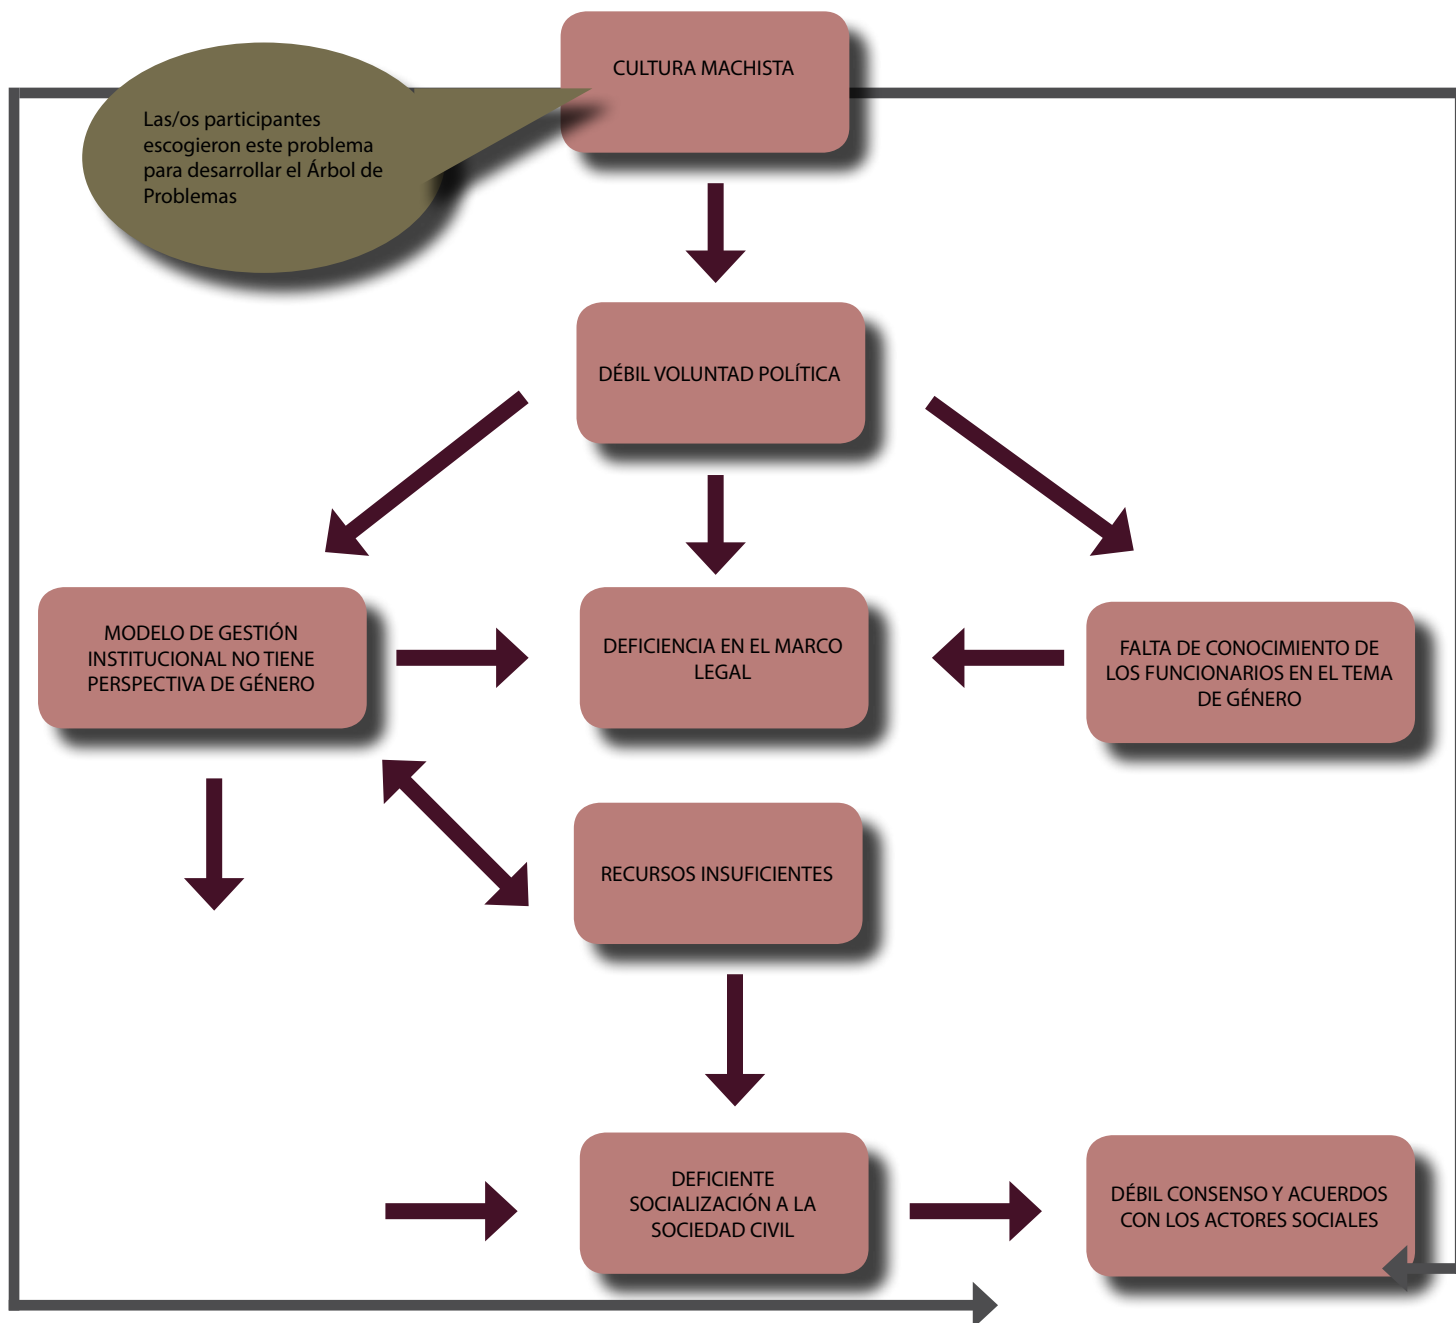 CULTURA MACHISTA
Las/os participantes
escogieron este problema
para desarrollar el Árbol de
Problemas
DÉBIL VOLUNTAD POLÍTICA
MODELO DE GESTIÓN
INSTITUCIONAL NO TIENE
PERSPECTIVA DE GÉNERO
DEFICIENCIA EN EL MARCO
LEGAL
FALTA DE CONOCIMIENTO DE
LOS FUNCIONARIOS EN EL TEMA
DE GÉNERO
RECURSOS INSUFICIENTES
DEFICIENTE
SOCIALIZACIÓN A LA
SOCIEDAD CIVIL
DÉBIL CONSENSO Y ACUERDOS
CON LOS ACTORES SOCIALES